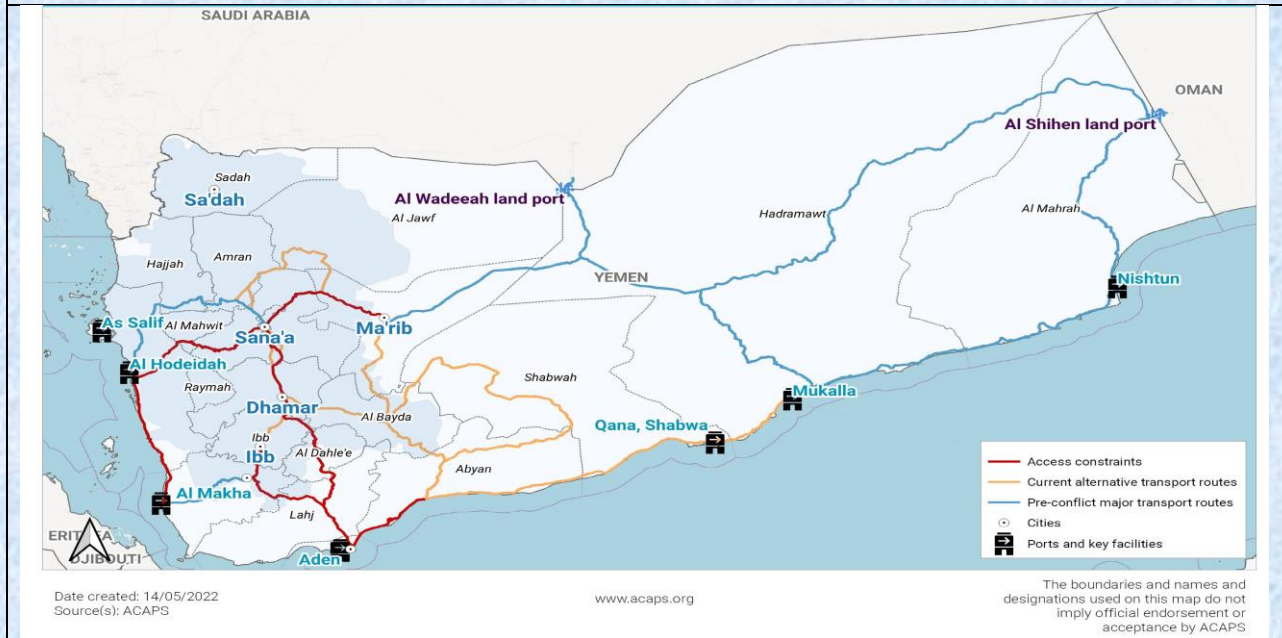 SAUDI ARABIA
OMAN
Al Shihen land port
Sadah
Sa'dah
Al Wadeeah land port
Al Jawf
Hadramawt
Al Mahrah
Hajjah
Amran
YEMEN
Nishtun
As Salif
Al Mahwit
Sana'a
Ma'rib
Al Hodeidah
Raymah
Shabwah
Mukalla
Dhamar
Al Bayda
Qana, Shabwa
Ibb
Ibb
Al Dahle'e
Abyan
Al Makha
Lahj
Access constraints
Current alternative transport routes
Pre-conflict major transport routes
Cities
Ports and key facilities
DJIBOUTI
Aden
Date created: 14/05/2022
Source(s): ACAPS
www.acaps.org
The boundaries and names and
designations used on this map do not
imply official endorsement or
acceptance by ACAPS